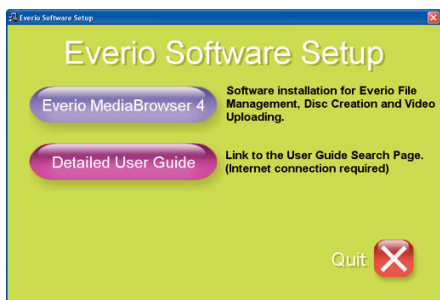 Everio Software Setup
Everio Software Setup
Everio MediaBrowser 4
Software installation for Everio File
Management, Disc Creation and Video
Uploading.
Detailed User Guide
Link to the User Guide Search Page.
(Internet connection required)
Quit